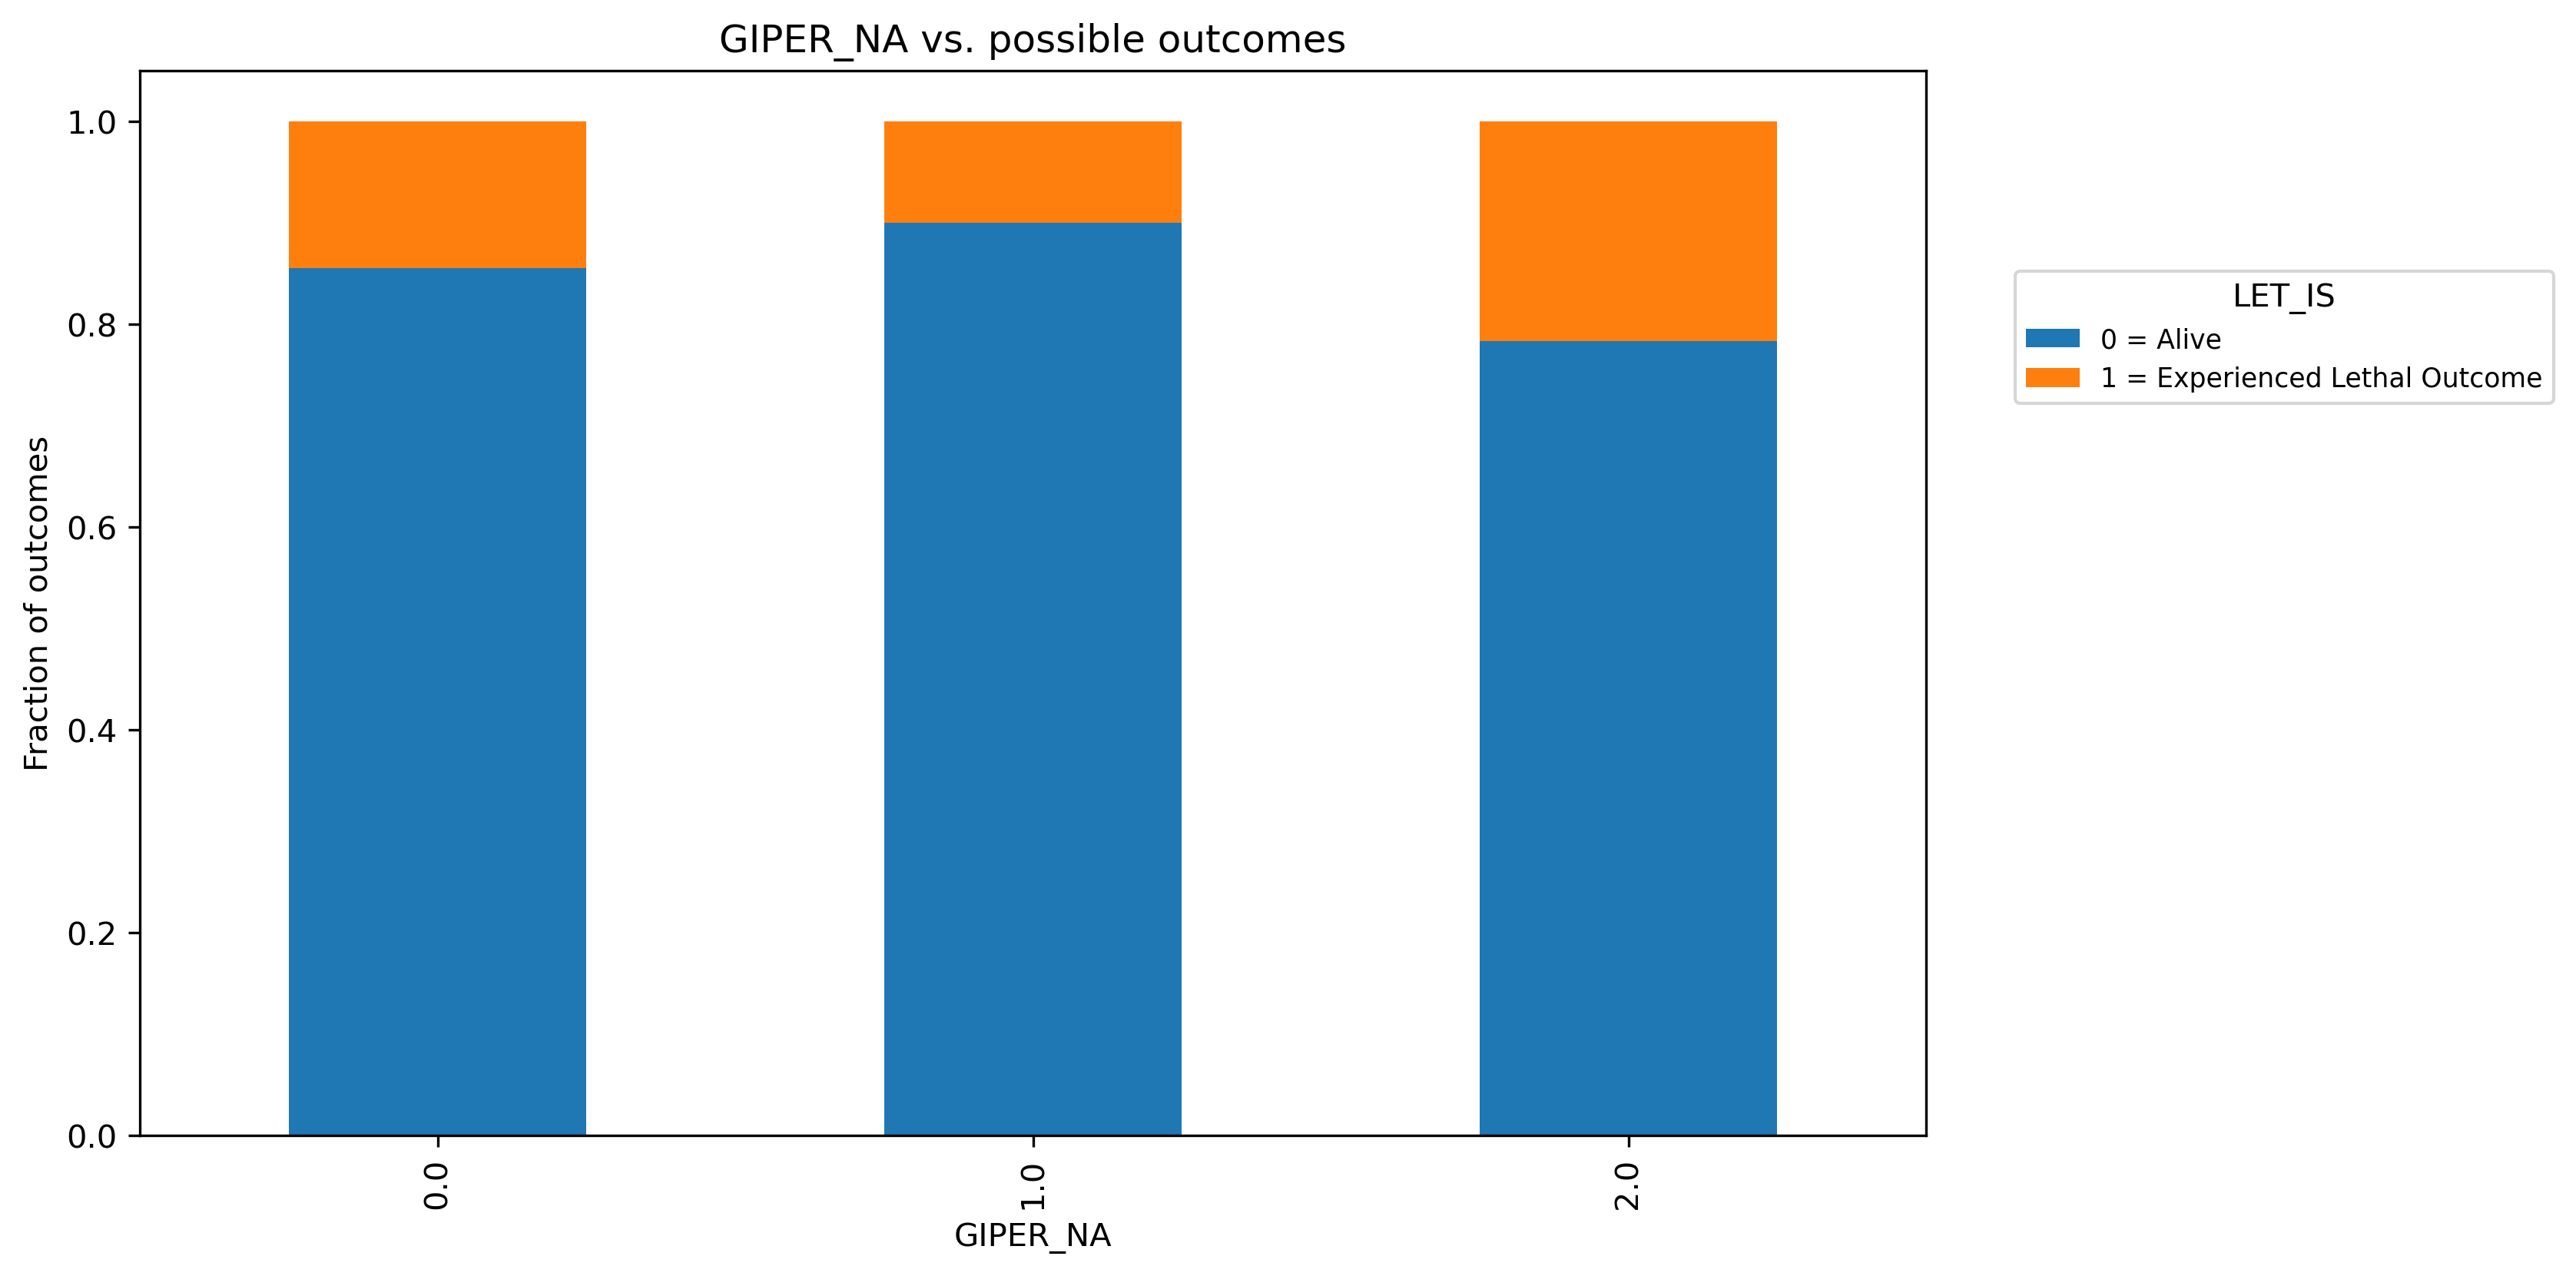 GIPER_NA vs. possible outcomes
1.0
0.8
0.6
0.4
0.2
0.0
Fraction of outcomes
0.0
1.0
2.0
GIPER_NA
LET_IS
0 = Alive
1 = Experienced Lethal Outcome